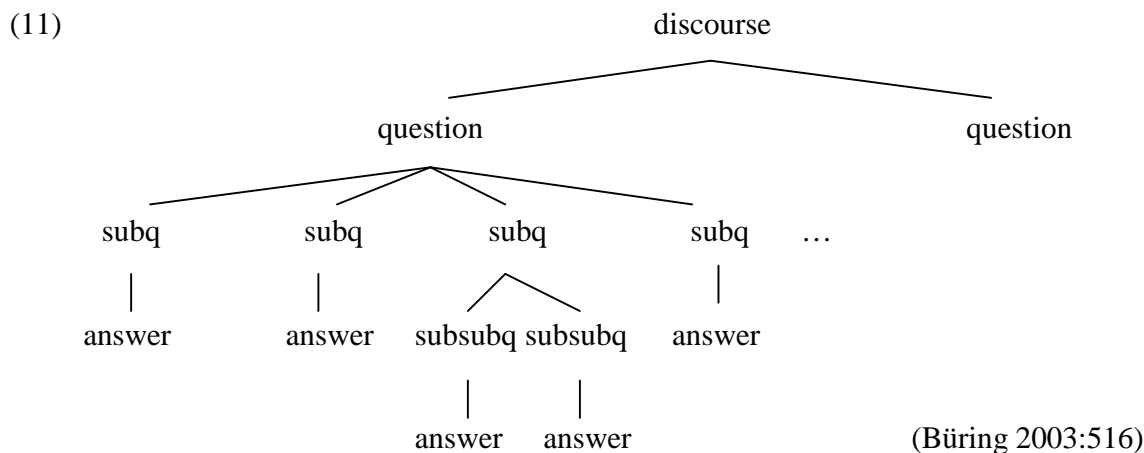 (11) discourse
question question
subq subq subq subq …
answer answer subsubq subsubq answer
answer answer (Büring 2003:516)